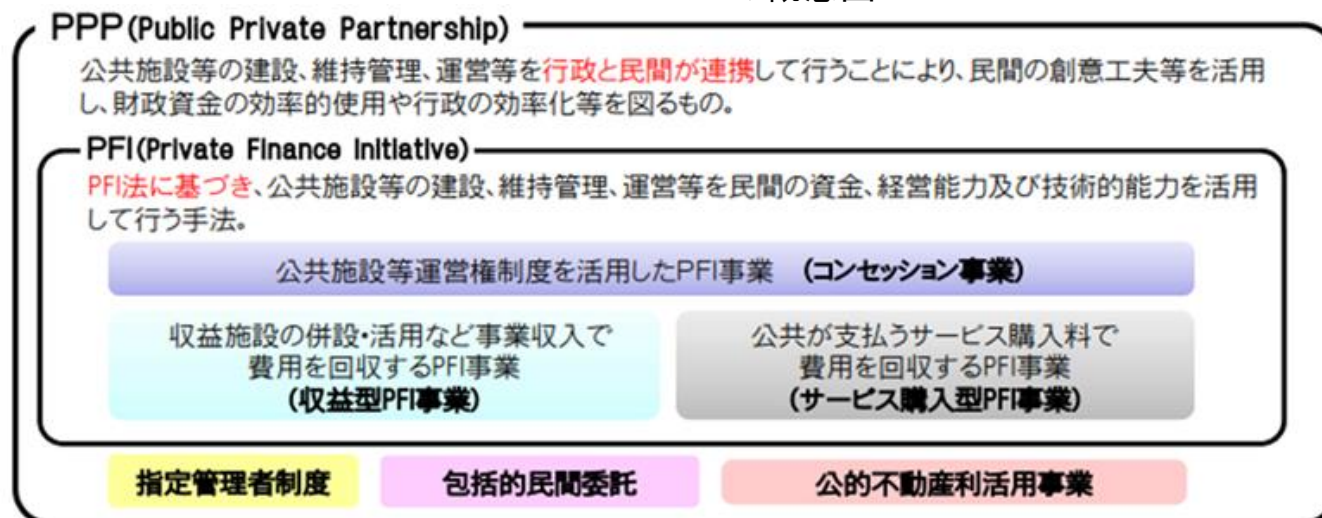 PPP(Public Private Partnership)
公共施設等の建設、維持管理、運営等を行政と民間が連携して行うことにより、民間の創意工夫等を活用
し、財政資金の効率的使用や行政の効率化等を図るもの。
PFI(Private Finance Initiative)
PFI法に基づき、公共施設等の建設、維持管理、運営等を民間の資金、経営能力及び技術的能力を活用
して行う手法。
公共施設等運営権制度を活用したPFI事業 (コンセッション事業)
収益施設の併設・活用など事業収入で
費用を回収するPFI事業
(収益型PFI事業)
公共が支払うサービス購入料で
費用を回収するPFI事業
(サービス購入型PFI事業)
指定管理者制度
包括的民間委託
公的不動産利活用事業